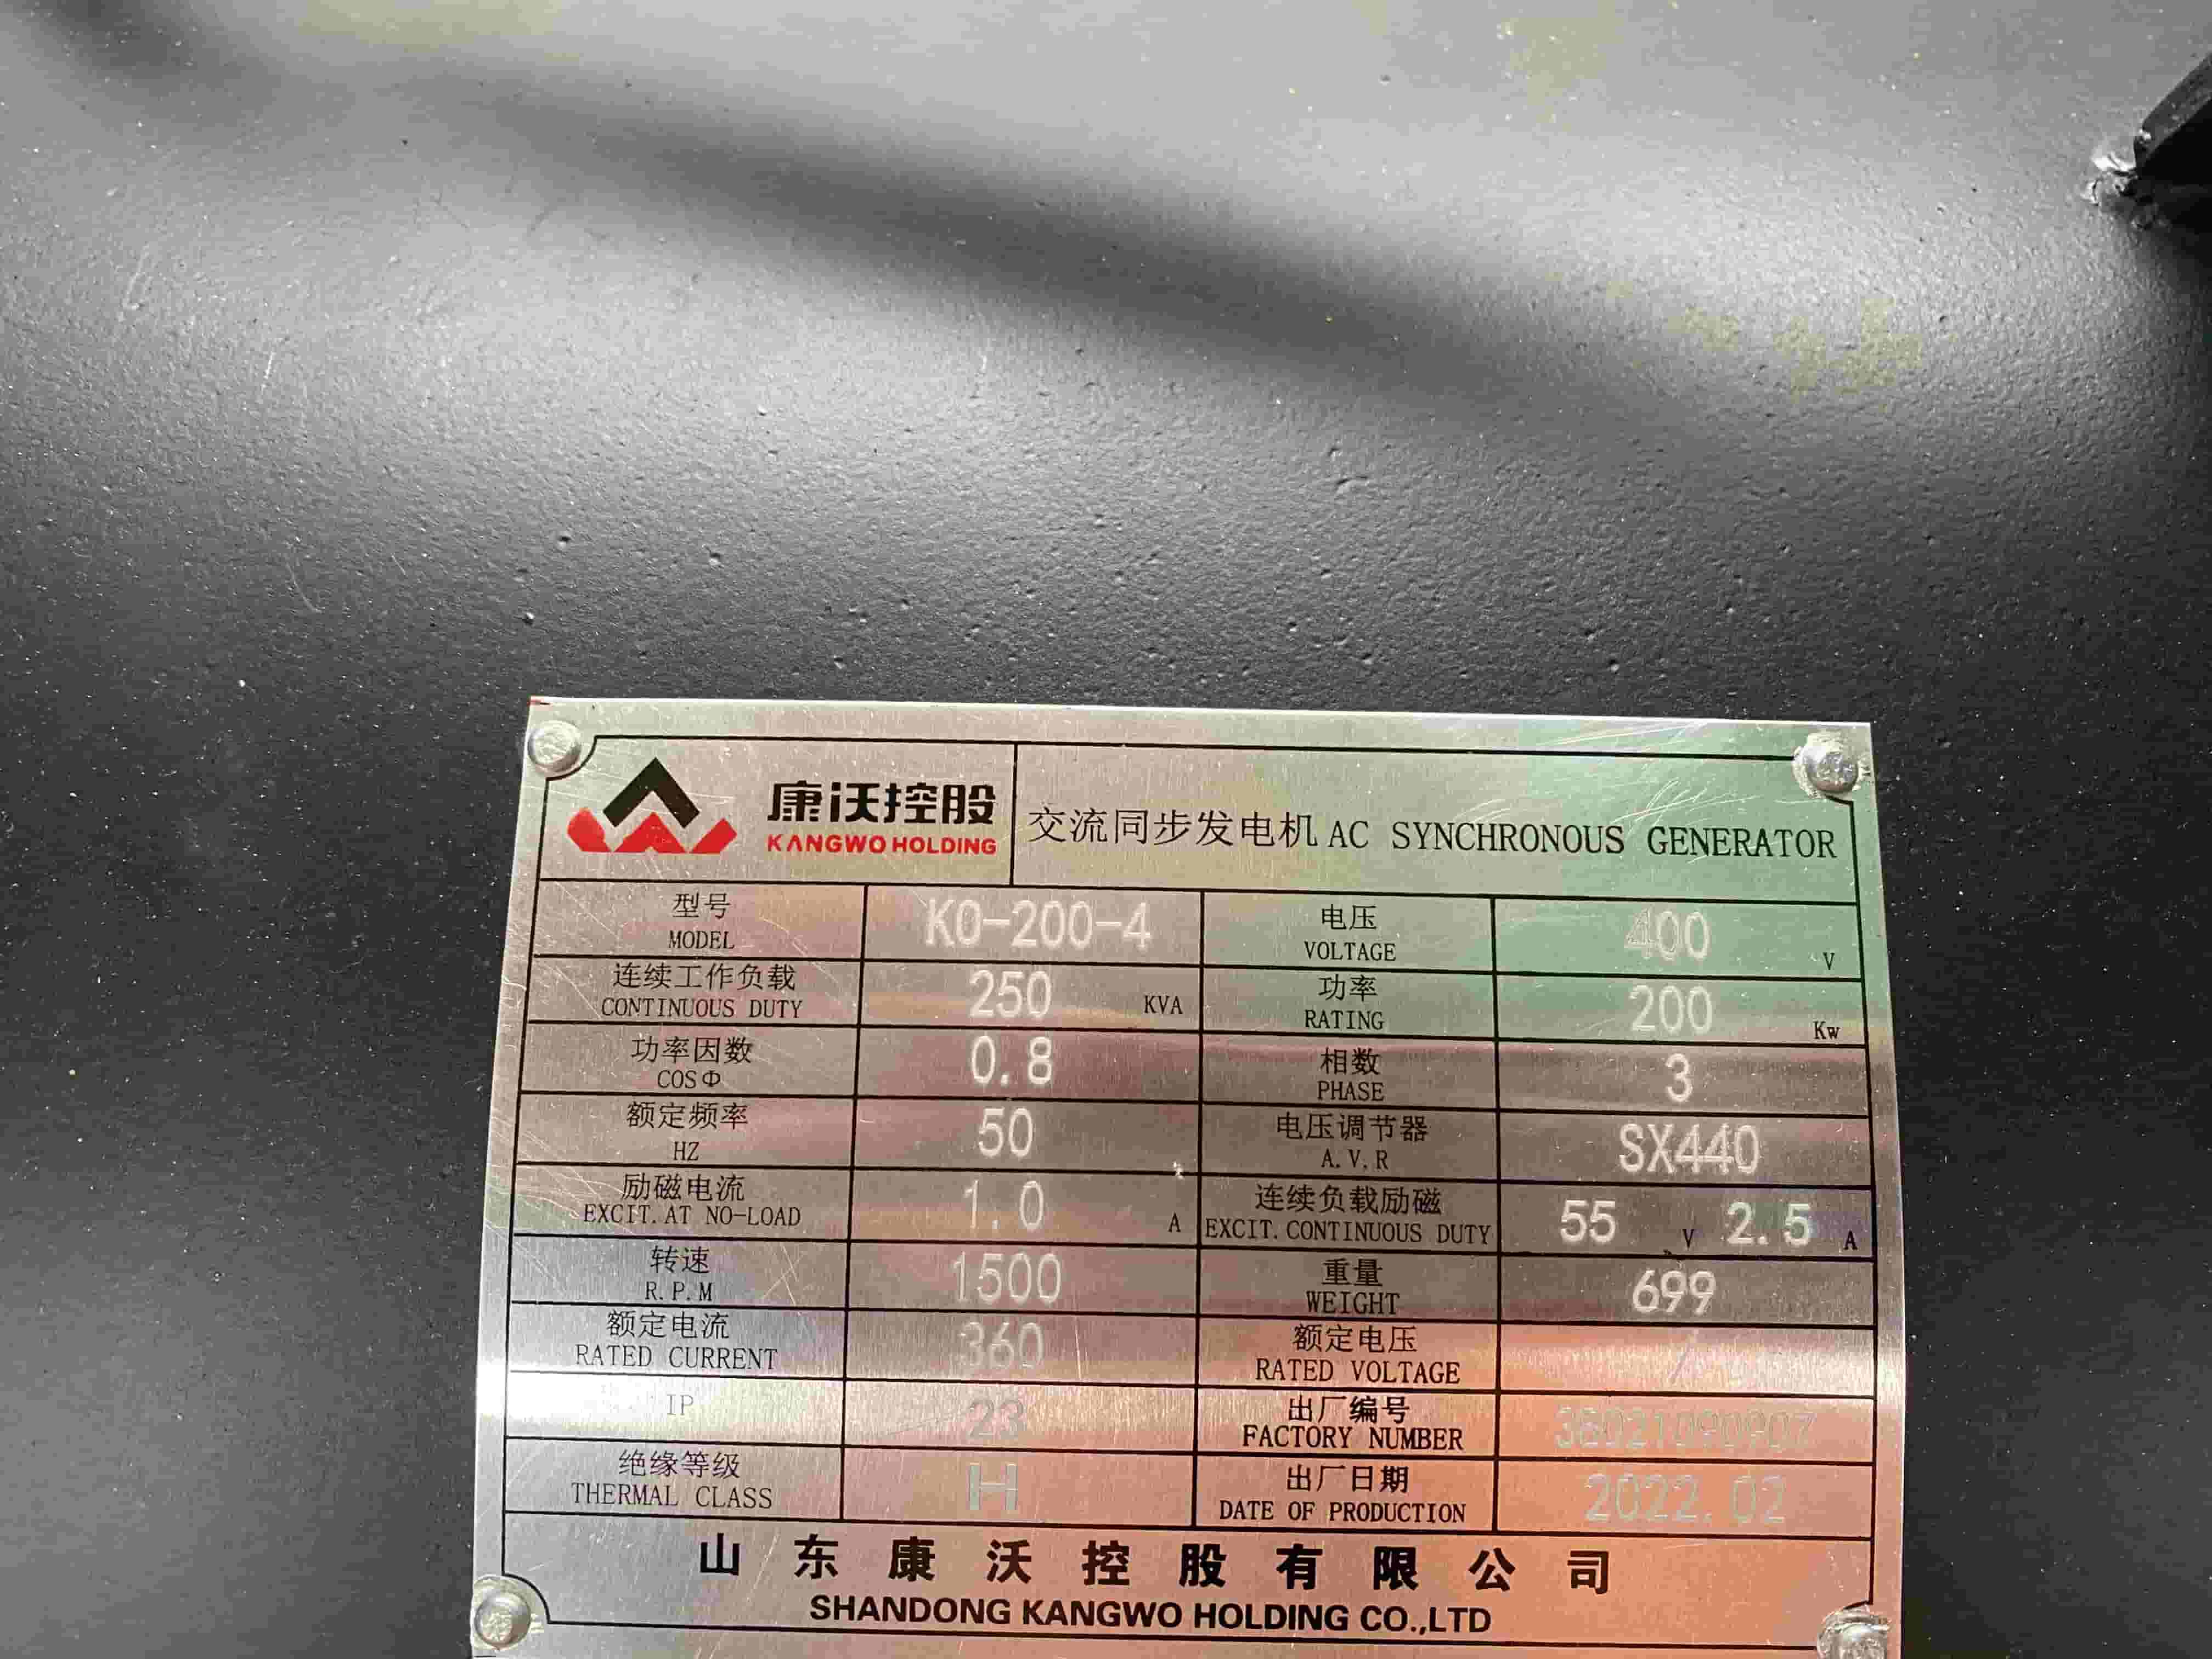 康沃控股
KANGWO HOLDING
交流同步发电机 AC SYNCHRONOUS GENERATOR
型号
MODEL
K0-200-4
电压
VOLTAGE
400 V
连续工作负载
CONTINUOUS DUTY
250 KVA
功率
RATING
200 Kw
功率因数
COSΦ
0.8
相数
PHASE
3
额定频率
HZ
50
电压调节器
A.V.R
SX440
励磁电流
EXCIT.AT NO-LOAD
1.0 A
连续负载励磁
EXCIT.CONTINUOUS DUTY
55 V 2.5 A
转速
R.P.M
1500
重量
WEIGHT
699
额定电流
RATED CURRENT
360
额定电压
RATED VOLTAGE
/
IP
23
出厂编号
FACTORY NUMBER
绝缘等级
THERMAL CLASS
H
出厂日期
DATE OF PRODUCTION
2022.02
山东康沃控股有限公司
SHANDONG KANGWO HOLDING CO.,LTD